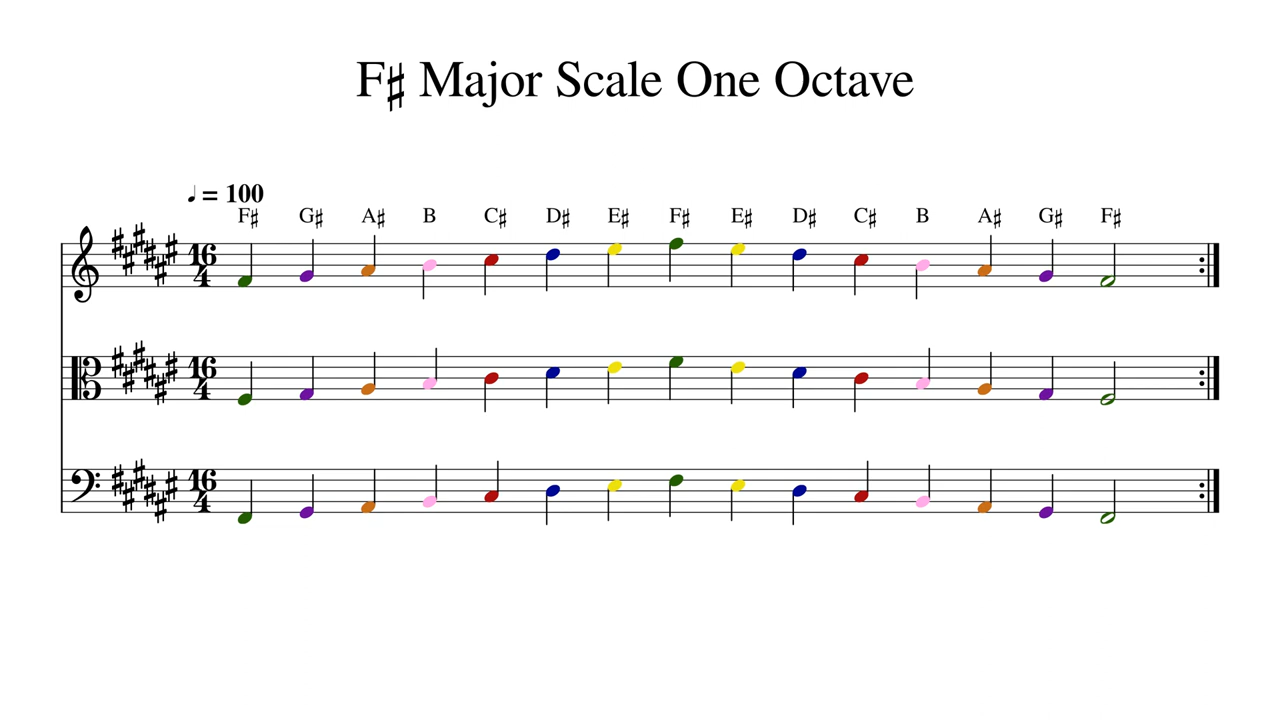 F♯ Major Scale One Octave
♩ = 100
F♯ G♯ A♯ B C♯ D♯ E♯ F♯ E♯ D♯ C♯ B A♯ G♯ F♯
16
4
16
4
16
4